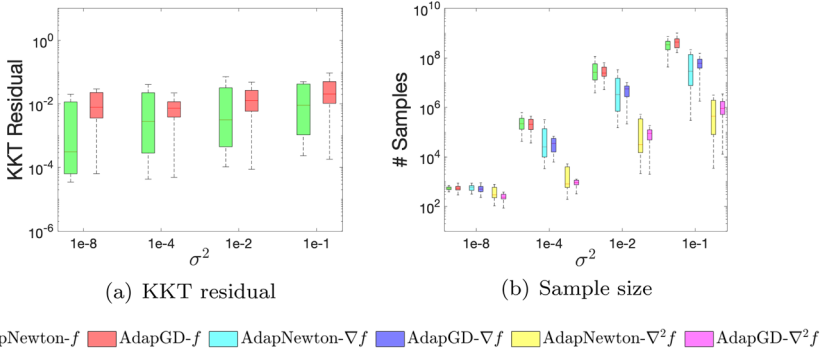 KKT Residual
10^0
10^-2
10^-4
10^-6
1e-8 1e-4 1e-2 1e-1
σ^2
(a) KKT residual
# Samples
10^10
10^8
10^6
10^4
10^2
1e-8 1e-4 1e-2 1e-1
σ^2
(b) Sample size
pNewton-f AdapGD-f AdapNewton-∇f AdapGD-∇f AdapNewton-∇^2f AdapGD-∇^2f